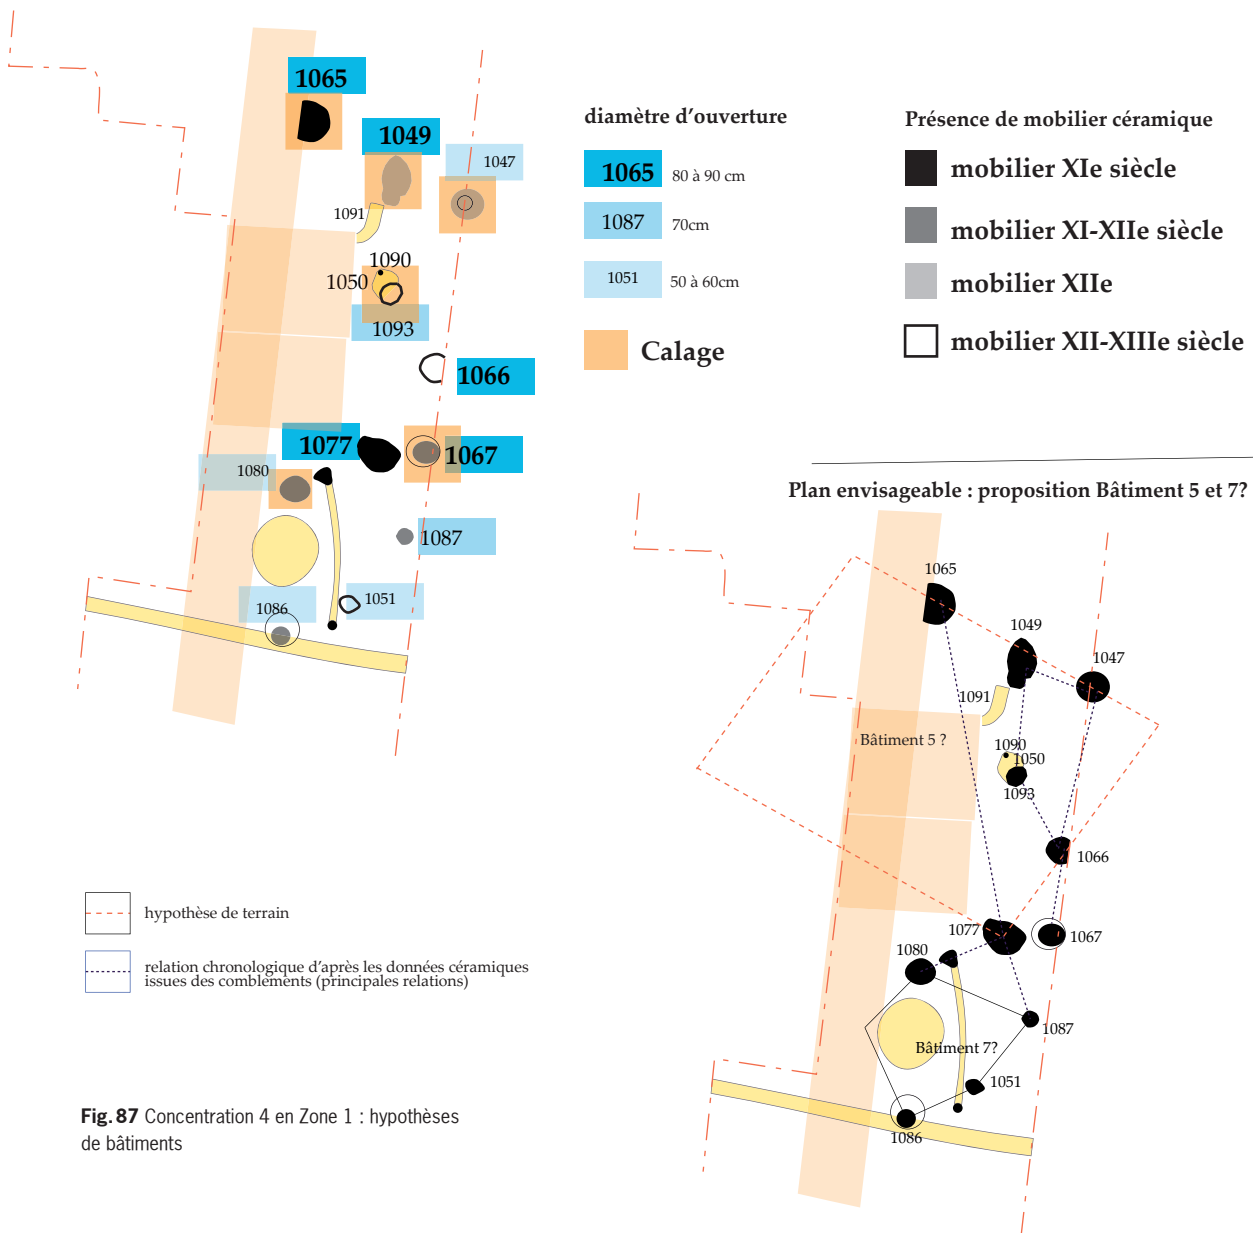 1065
1049
1047
1091
1090
1050
1093
1066
1077
1067
1080
1087
1086
1051
diamètre d'ouverture
1065 80 à 90 cm
1087 70cm
1051 50 à 60cm
Calage
Présence de mobilier céramique
mobilier XIe siècle
mobilier XI-XIIe siècle
mobilier XIIe
mobilier XII-XIIIe siècle
Plan envisageable : proposition Bâtiment 5 et 7?
1065
1049
1047
1091
Bâtiment 5 ?
1090
1050
1093
1066
1077
1067
1080
1087
Bâtiment 7?
1051
1086
hypothèse de terrain
relation chronologique d'après les données céramiques
issues des comblements (principales relations)
Fig. 87 Concentration 4 en Zone 1 : hypothèses
de bâtiments